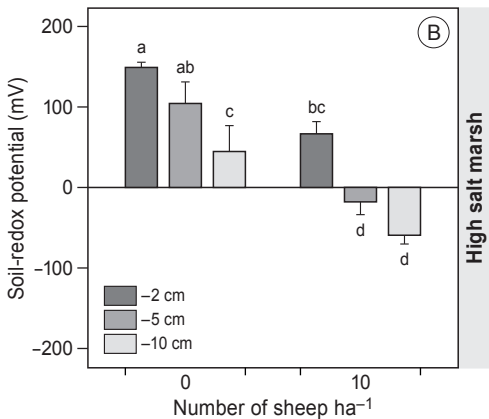 B
200
100
0
–100
–200
Soil-redox potential (mV)
a
ab
c
bc
d
d
–2 cm
–5 cm
–10 cm
0
10
Number of sheep ha–1
High salt marsh